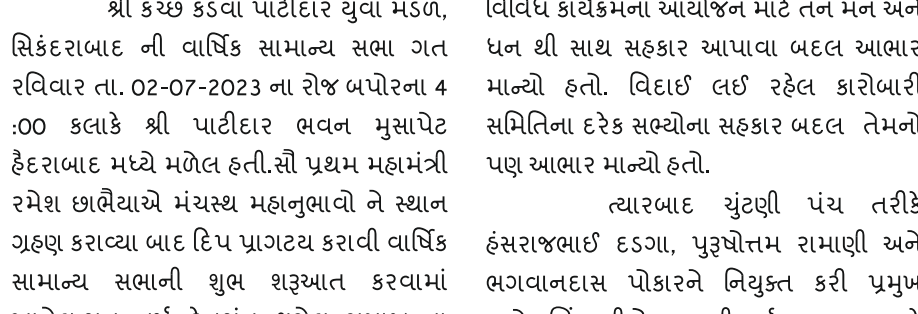 શ્રી કચ્છ કડવા પાટીદાર યુવા મંડળ,
સિકંદરાબાદ ની વાર્ષિક સામાન્ય સભા ગત
રવિવાર તા. 02-07-2023 ના રોજ બપોરના 4
:00 કલાકે શ્રી પાટીદાર ભવન મુસાપેટ
હૈદરાબાદ મધ્યે મળેલ હતી.સૌ પ્રથમ મહામંત્રી
રમેશ છાભૈયાએ મંચસ્થ મહાનુભાવો ને સ્થાન
ગ્રહણ કરાવ્યા બાદ દિપ પ્રાગટય કરાવી વાર્ષિક
સામાન્ય સભાની શુભ શરૂઆત કરવામાં
વિવિધ કાર્યક્રમના આયોજન માટે તન મન અને
ધન થી સાથ સહકાર આપાવા બદલ આભાર
માન્યો હતો. વિદાઈ લઈ રહેલ કારોબારી
સમિતિના દરેક સભ્યોના સહકાર બદલ તેમનો
પણ આભાર માન્યો હતો.
ત્યારબાદ ચુંટણી પંચ તરીકે
હંસરાજભાઈ દડગા, પુરૂષોત્તમ રામાણી અને
ભગવાનદાસ પોકારને નિયુક્ત કરી પ્રમુખ